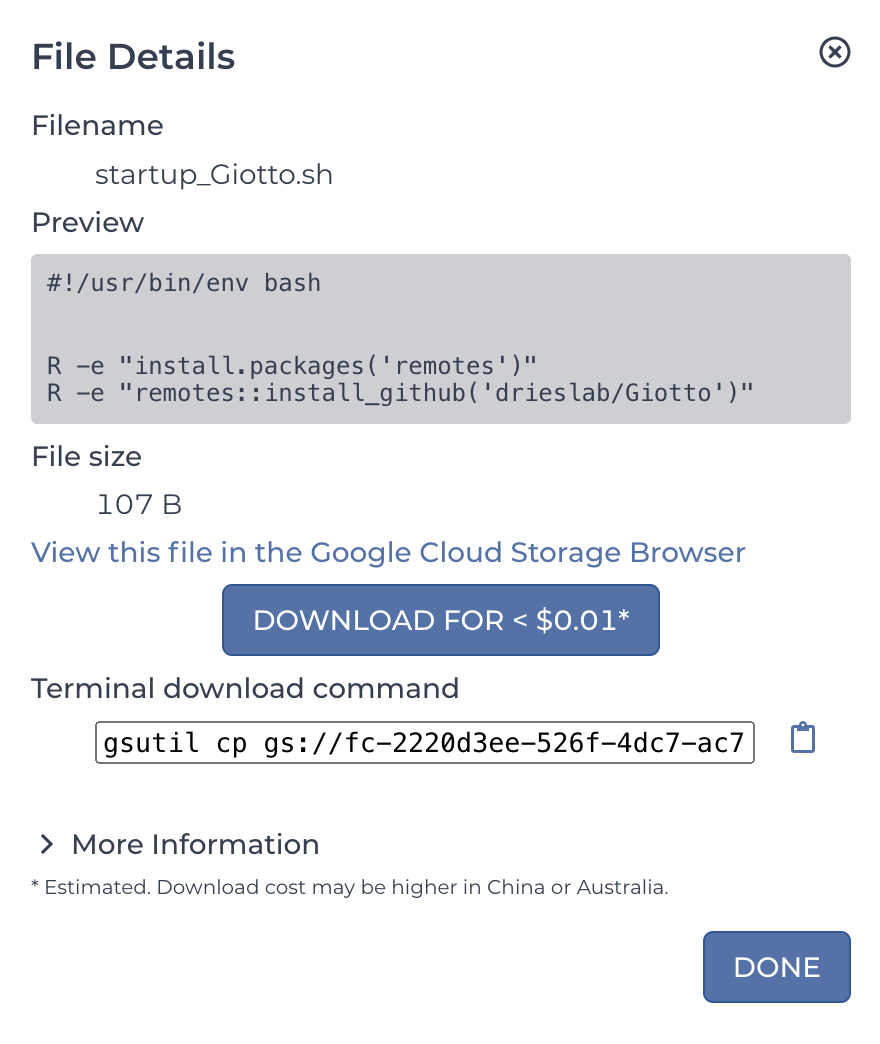 File Details
Filename
startup_Giotto.sh
Preview
#!/usr/bin/env bash
R -e "install.packages('remotes')"
R -e "remotes::install_github('drieslab/Giotto')"
File size
107 B
View this file in the Google Cloud Storage Browser
DOWNLOAD FOR < $0.01*
Terminal download command
gsutil cp gs://fc-2220d3ee-526f-4dc7-ac7
More Information
* Estimated. Download cost may be higher in China or Australia.
DONE